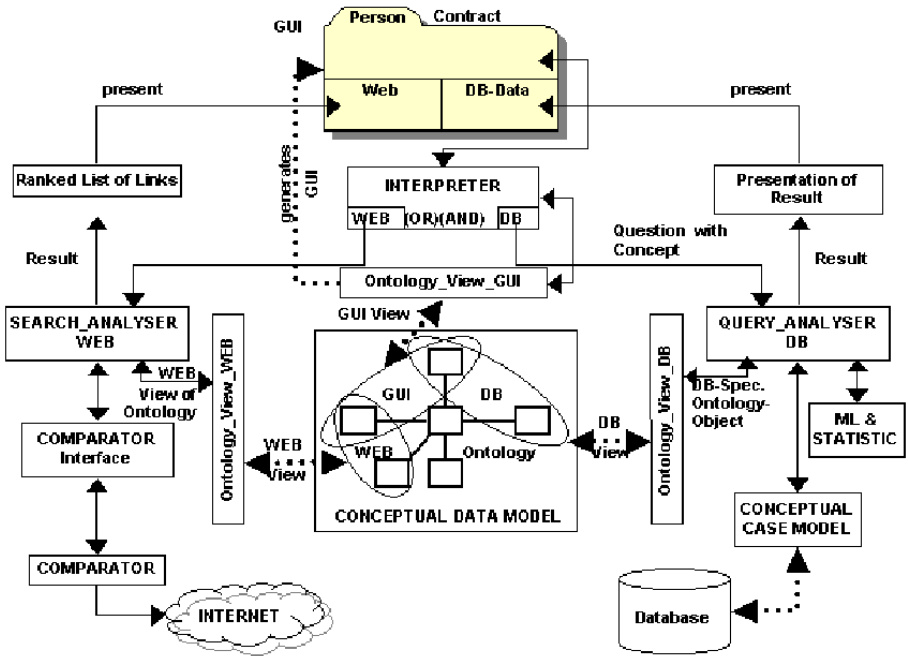 Person
Contract
GUI
Web
DB-Data
present
present
generates
GUI
Ranked List of Links
INTERPRETER
WEB (OR)(AND) DB
Presentation of
Result
Question with
Concept
Result
Result
Ontology_View_GUI
GUI View
SEARCH_ANALYSER
WEB
QUERY_ANALYSER
DB
WEB
View of
Ontology
Ontology_View_WEB
GUI
DB
WEB
Ontology
CONCEPTUAL DATA MODEL
WEB
View
DB
View
Ontology_View_DB
DB-Spec.
Ontology-
Object
ML &
STATISTIC
COMPARATOR
Interface
CONCEPTUAL
CASE MODEL
COMPARATOR
INTERNET
Database